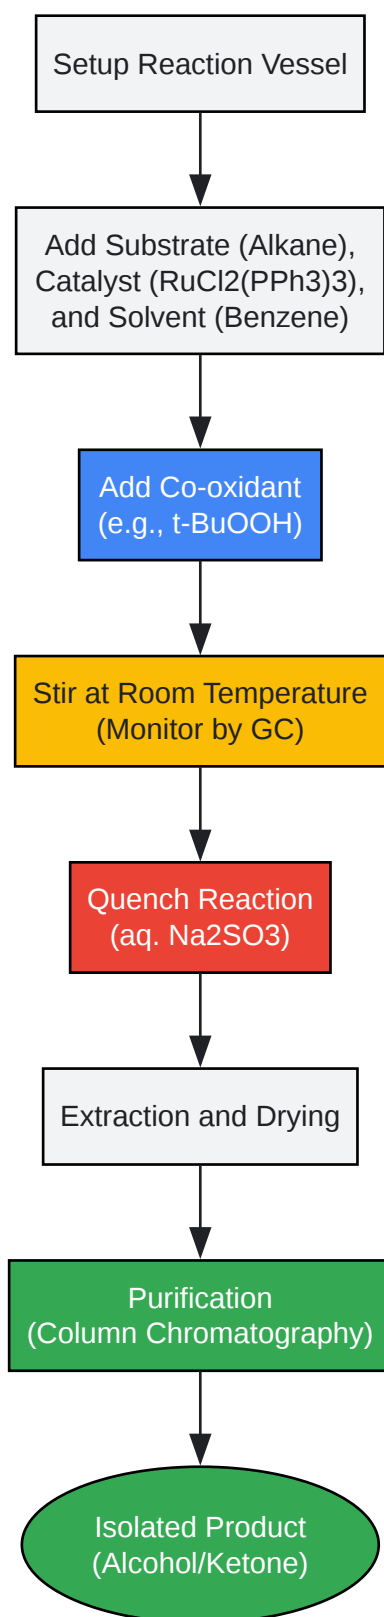 Setup Reaction Vessel
Add Substrate (Alkane),
Catalyst (RuCl2(PPh3)3),
and Solvent (Benzene)
Add Co-oxidant
(e.g., t-BuOOH)
Stir at Room Temperature
(Monitor by GC)
Quench Reaction
(aq. Na2SO3)
Extraction and Drying
Purification
(Column Chromatography)
Isolated Product
(Alcohol/Ketone)